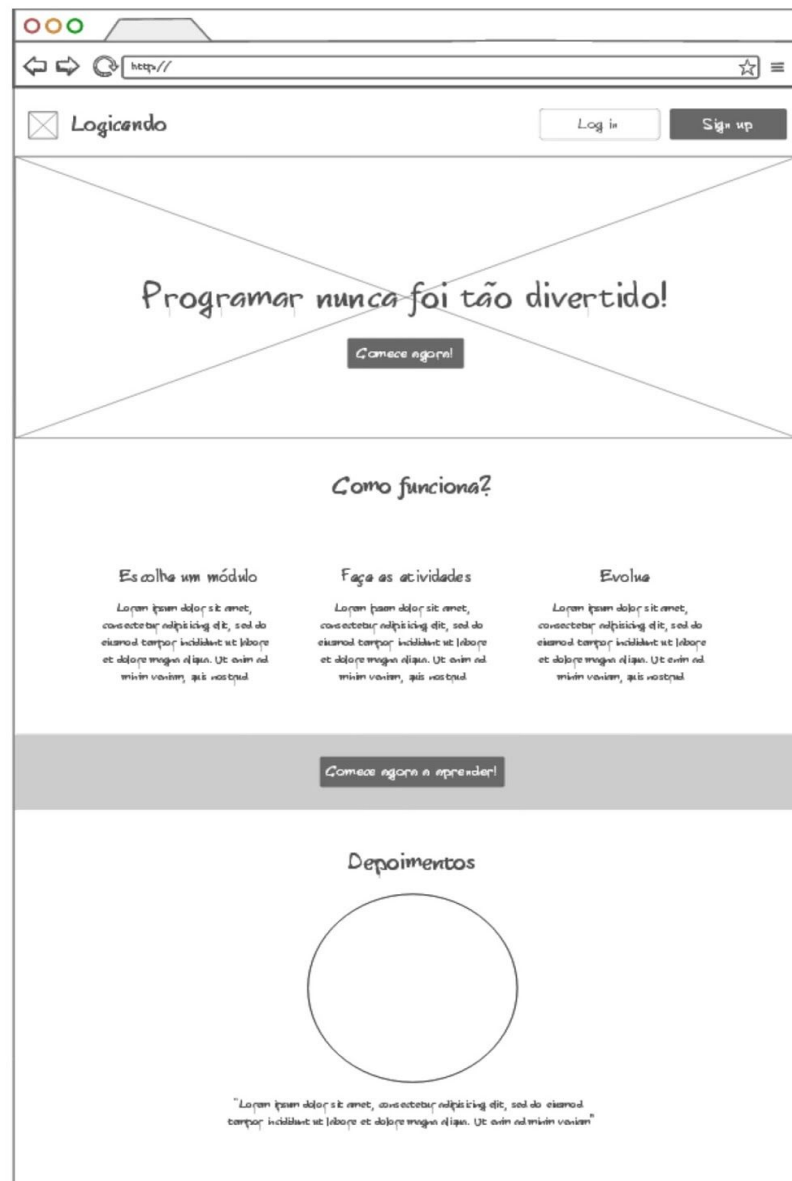 http://
Logicando
Log in
Sign up
Programar nunca foi tão divertido!
Comece agora!
Como funciona?
Escolha um módulo
Faça as atividades
Evolua
Lorem ipsum dolor sit amet,
consectetur adipisicing elit, sed do
eiusmod tempor incididunt ut labore
et dolore magna aliqua. Ut enim ad
minim veniam, quis nostrud
Lorem ipsum dolor sit amet,
consectetur adipisicing elit, sed do
eiusmod tempor incididunt ut labore
et dolore magna aliqua. Ut enim ad
minim veniam, quis nostrud
Lorem ipsum dolor sit amet,
consectetur adipisicing elit, sed do
eiusmod tempor incididunt ut labore
et dolore magna aliqua. Ut enim ad
minim veniam, quis nostrud
Comece agora a aprender!
Depoimentos
"Lorem ipsum dolor sit amet, consectetur adipisicing elit, sed do eiusmod
tempor incididunt ut labore et dolore magna aliqua. Ut enim ad minim veniam"